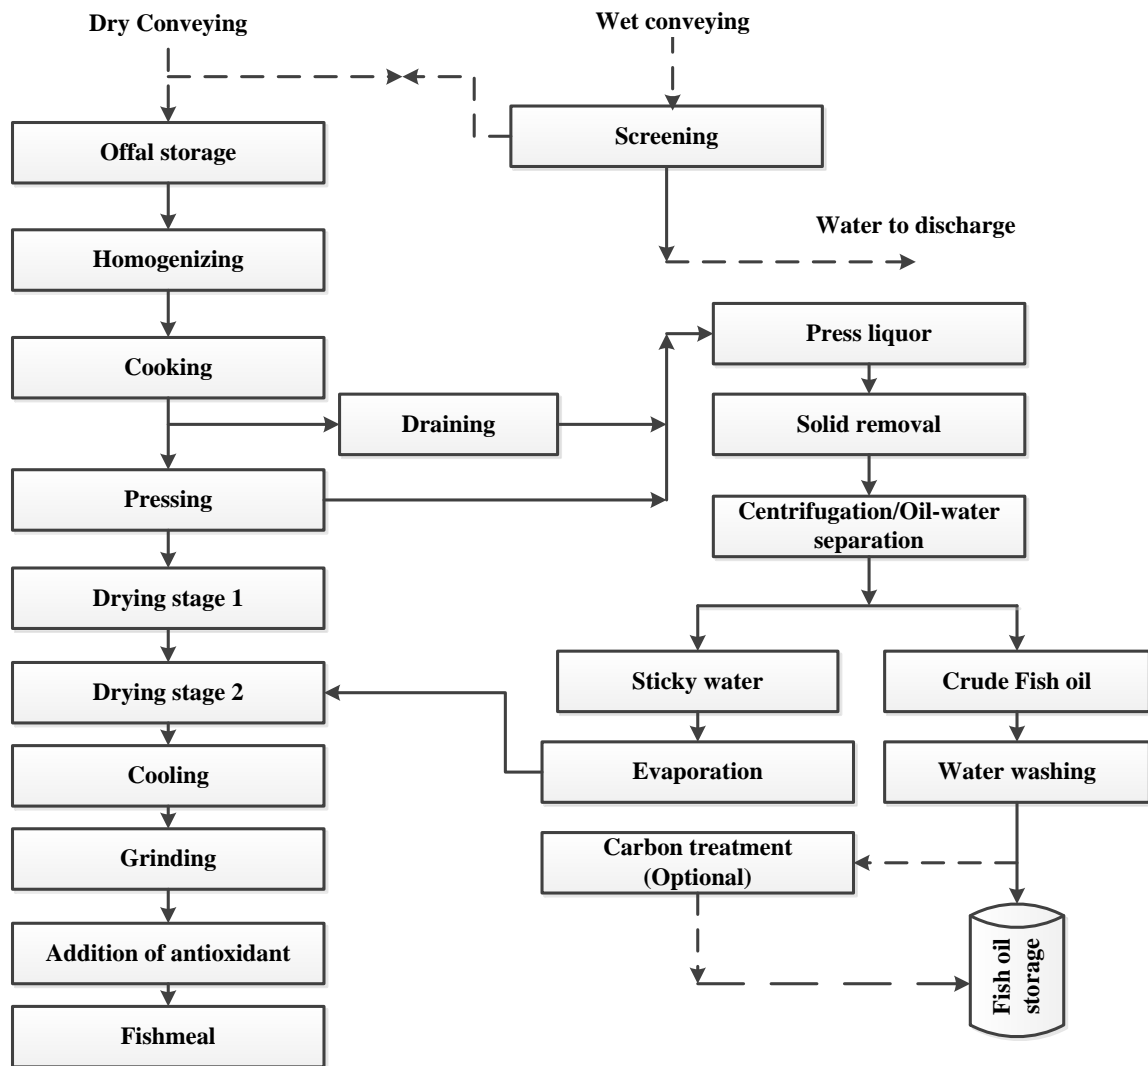 Dry Conveying
Wet conveying
Offal storage
Screening
Water to discharge
Homogenizing
Press liquor
Cooking
Draining
Solid removal
Pressing
Centrifugation/Oil-water
separation
Drying stage 1
Drying stage 2
Sticky water
Crude Fish oil
Cooling
Evaporation
Water washing
Grinding
Carbon treatment
(Optional)
Addition of antioxidant
Fish oil
storage
Fishmeal